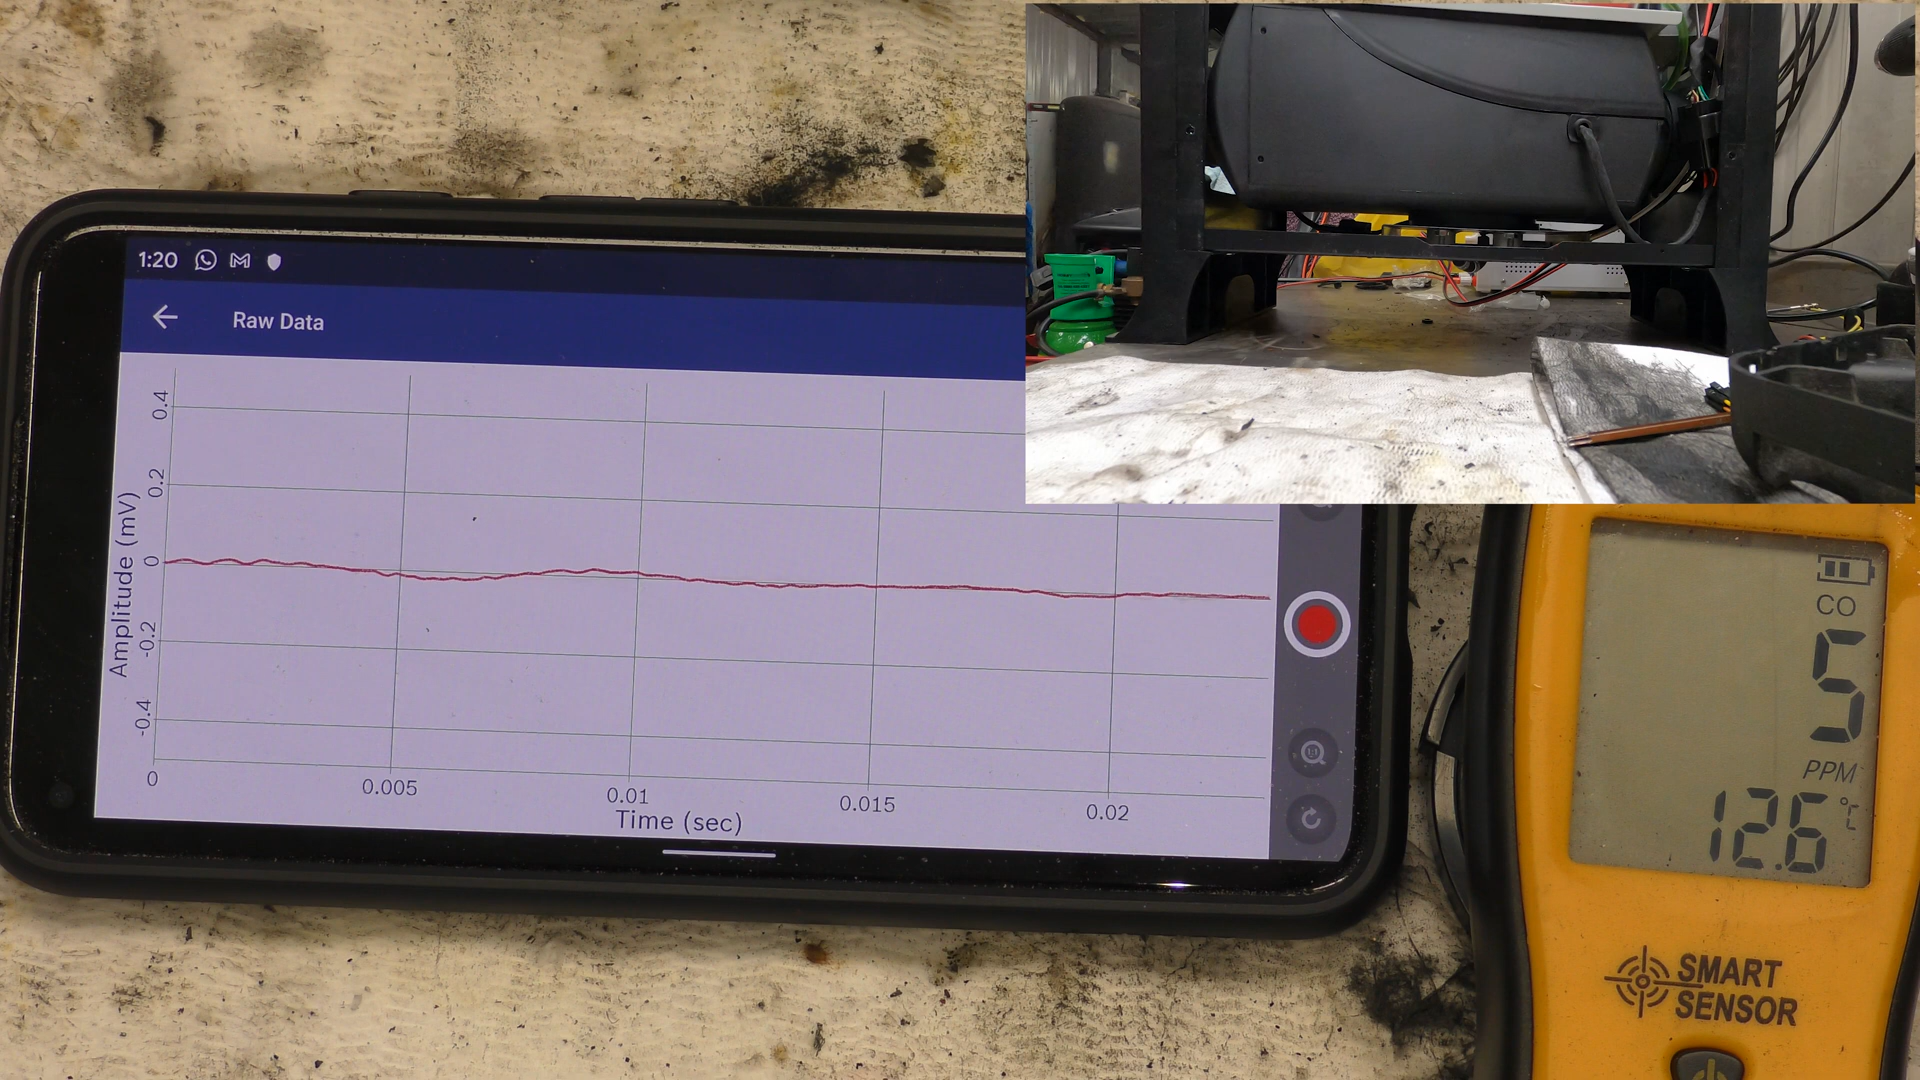 1:20
Raw Data
Amplitude (mV)
0.4
0.2
0
-0.2
-0.4
0
0.005
0.01
0.015
0.02
Time (sec)
CO
5
PPM
12.6 °C
SMART
SENSOR